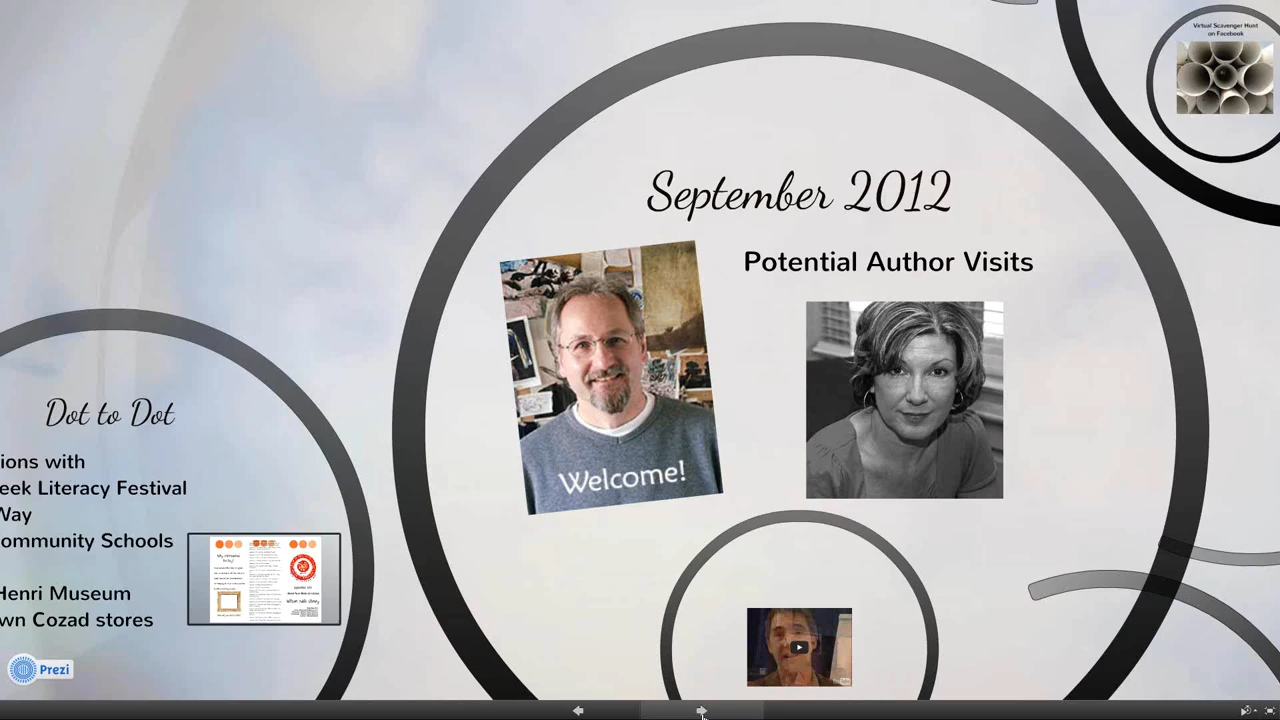 Virtual Scavenger Hunt
on Facebook
September 2012
Potential Author Visits
Welcome!
Dot to Dot
ions with
eek Literacy Festival
Way
ommunity Schools
Henri Museum
wn Cozad stores
Prezi